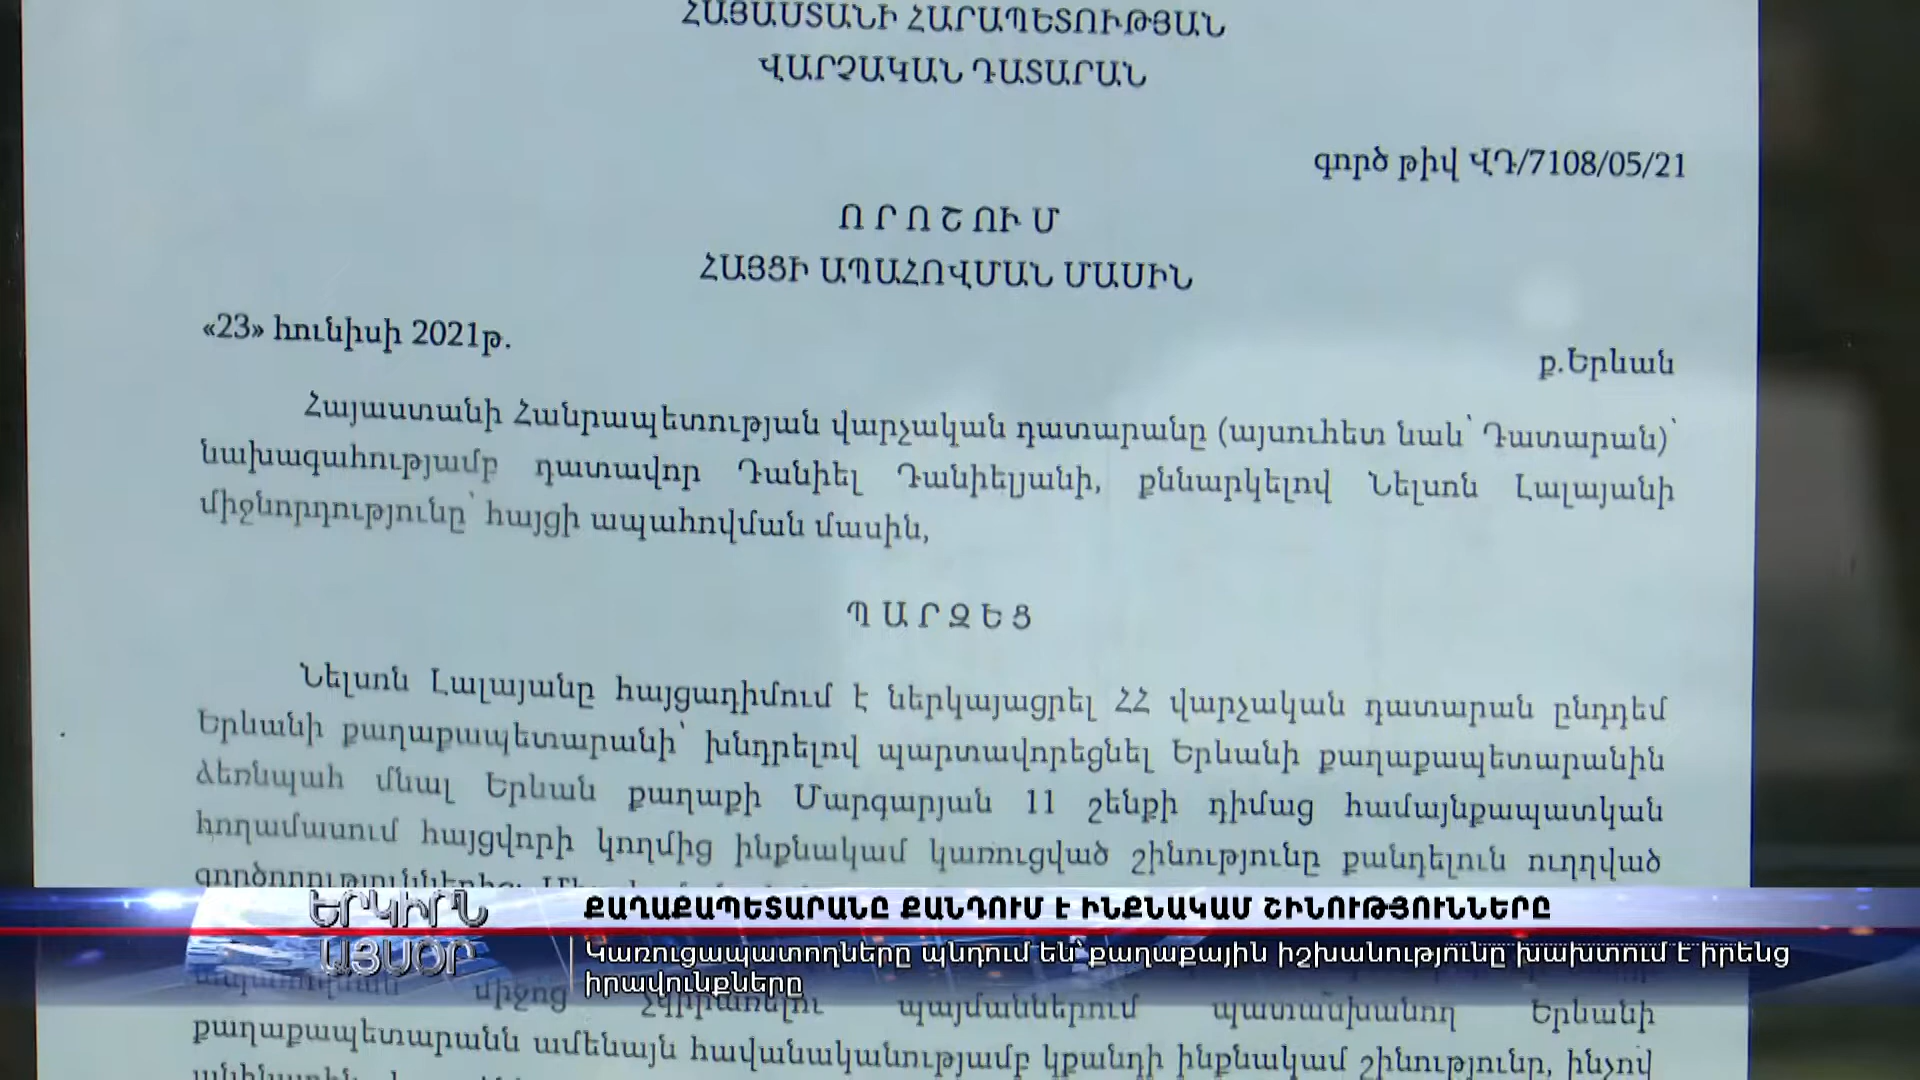 ՀԱՅԱՍՏԱՆԻ ՀԱՐԱՊԵՏՈՒԹՅԱՆ
ՎԱՐՉԱԿԱՆ ԴԱՏԱՐԱՆ
գործ թիվ ՎԴ/7108/05/21
Ո Ր Ո Շ ՈՒ Մ
ՀԱՅՑԻ ԱՊԱՀՈՎՄԱՆ ՄԱՍԻՆ
«23» հունիսի 2021թ.
ք.Երևան
Հայաստանի Հանրապետության վարչական դատարանը (այսուհետ նաև՝ Դատարան)՝
նախագահությամբ դատավոր Դանիել Դանիելյանի, քննարկելով Նելսոն Լալայանի
միջնորդությունը՝ հայցի ապահովման մասին,
Պ Ա Ր Զ Ե Ց
Նելսոն Լալայանը հայցադիմում է ներկայացրել ՀՀ վարչական դատարան ընդդեմ
Երևանի քաղաքապետարանի՝ խնդրելով պարտավորեցնել Երևանի քաղաքապետարանին
ձեռնպահ մնալ Երևան քաղաքի Մարգարյան 11 շենքի դիմաց համայնքապատկան
հողամասում հայցվորի կողմից ինքնակամ կառուցված շինությունը քանդելուն ուղղված
ԵՐԿԻՐՆ
ԱՅՍՕՐ
ՔԱՂԱՔԱՊԵՏԱՐԱՆԸ ՔԱՆԴՈՒՄ Է ԻՆՔՆԱԿԱՄ ՇԻՆՈՒԹՅՈՒՆՆԵՐԸ
Կառուցապատողները պնդում են՝ քաղաքային իշխանությունը խախտում է իրենց
իրավունքները
միջոց չկիրառելու պայմաններում պատասխանող Երևանի
քաղաքապետարանն ամենայն հավանականությամբ կքանդի ինքնակամ շինությունը, ինչով